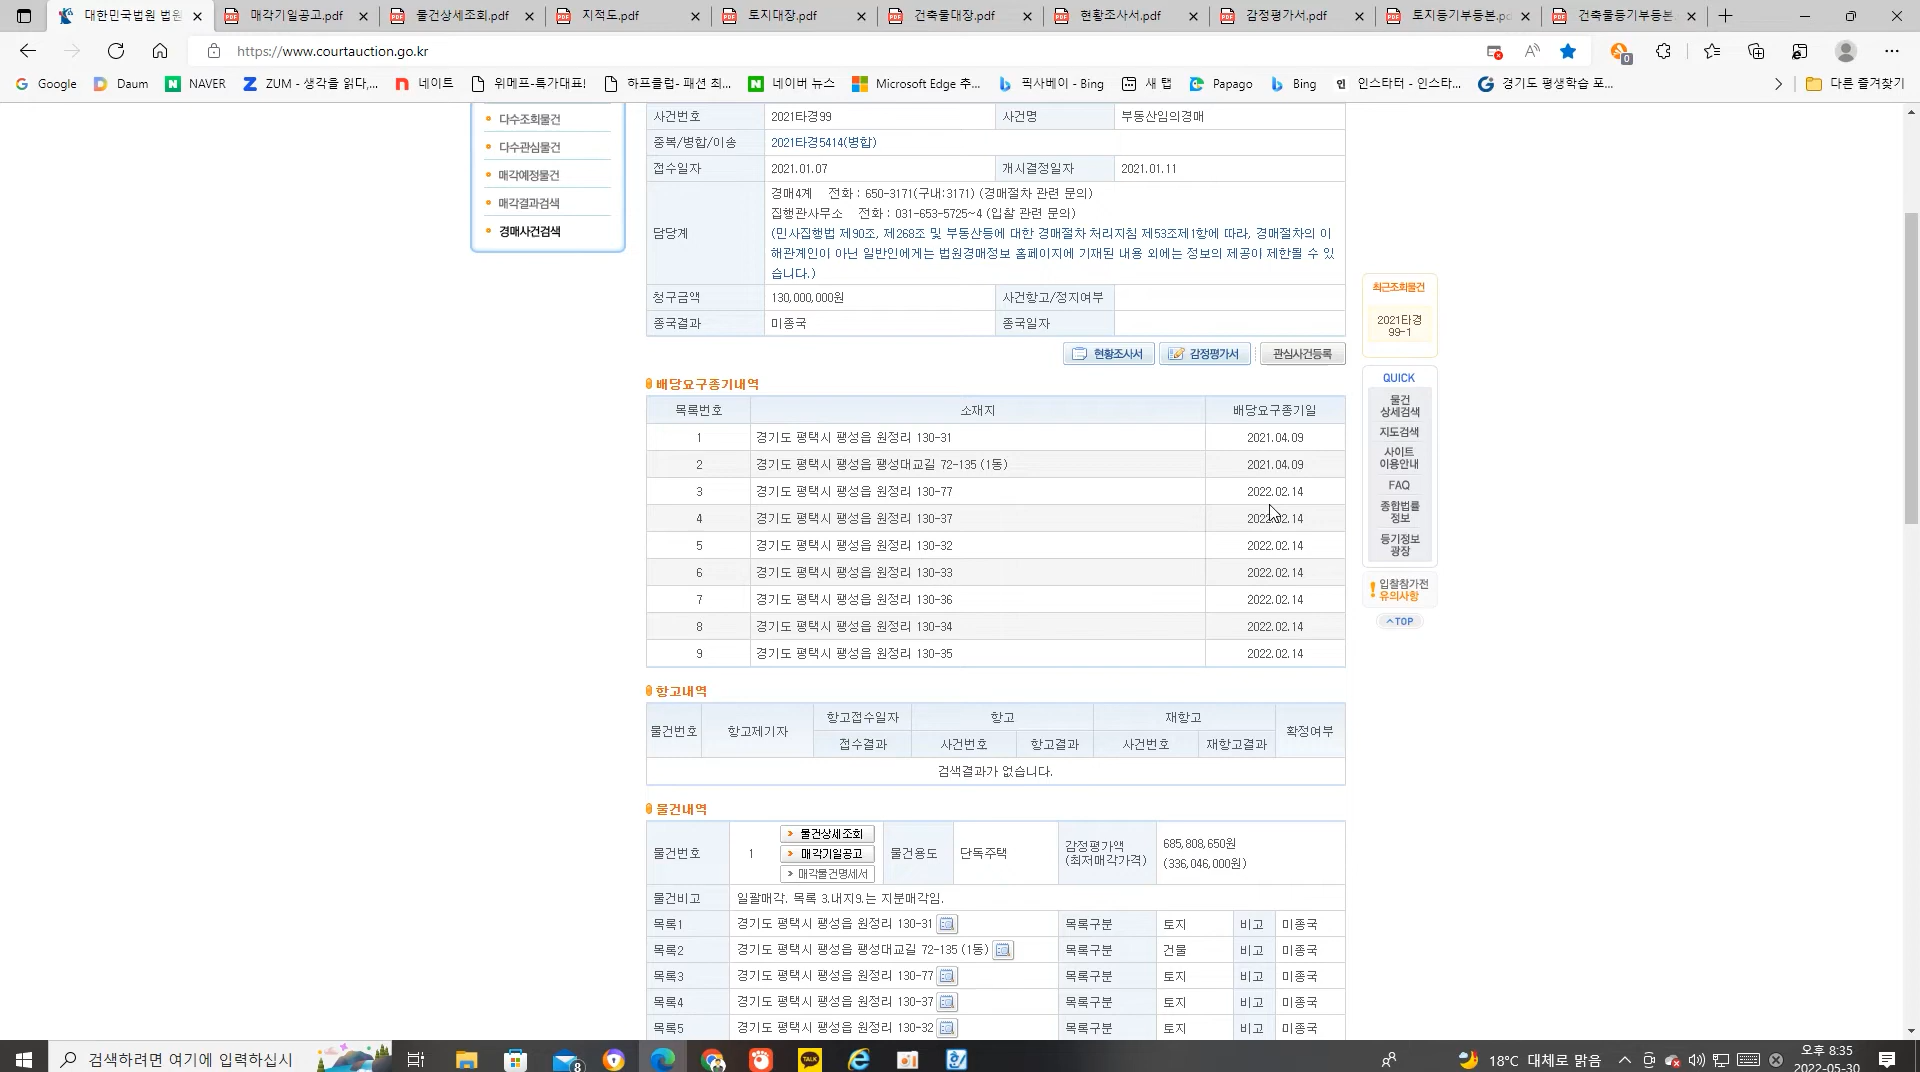 대한민국법원 법원
매각기일공고.pdf
물건상세조회.pdf
지적도.pdf
토지대장.pdf
건축물대장.pdf
현황조사서.pdf
감정평가서.pdf
토지등기부등본.pd
건축물등기부등본.
https://www.courtauction.go.kr
Google
Daum
NAVER
ZUM - 생각을 읽다,...
네이트
위메프-특가대표!
하프클럽- 패션 최...
네이버 뉴스
Microsoft Edge 추...
픽사베이 - Bing
새 탭
Papago
Bing
인스타터 - 인스타...
경기도 평생학습 포...
다른 즐겨찾기
다수조회물건
다수관심물건
매각예정물건
매각결과검색
경매사건검색
사건번호 2021타경99 사건명 부동산임의경매
중복/병합/이송 2021타경5414(병합)
접수일자 2021.01.07 개시결정일자 2021.01.11
담당계
경매4계 전화 : 650-3171(구내:3171) (경매절차 관련 문의)
집행관사무소 전화 : 031-653-5725~4 (입찰 관련 문의)
(민사집행법 제90조, 제268조 및 부동산등에 대한 경매절차 처리지침 제53조제1항에 따라, 경매절차의 이
해관계인이 아닌 일반인에게는 법원경매정보 홈페이지에 기재된 내용 외에는 정보의 제공이 제한될 수 있
습니다.)
청구금액 130,000,000원 사건항고/정지여부
종국결과 미종국 종국일자
현황조사서 감정평가서 관심사건등록
배당요구종기내역
목록번호 소재지 배당요구종기일
1 경기도 평택시 팽성읍 원정리 130-31 2021.04.09
2 경기도 평택시 팽성읍 팽성대교길 72-135 (1동) 2021.04.09
3 경기도 평택시 팽성읍 원정리 130-77 2022.02.14
4 경기도 평택시 팽성읍 원정리 130-37 2022.02.14
5 경기도 평택시 팽성읍 원정리 130-32 2022.02.14
6 경기도 평택시 팽성읍 원정리 130-33 2022.02.14
7 경기도 평택시 팽성읍 원정리 130-36 2022.02.14
8 경기도 평택시 팽성읍 원정리 130-34 2022.02.14
9 경기도 평택시 팽성읍 원정리 130-35 2022.02.14
항고내역
물건번호 항고제기자 항고접수일자 항고 재항고 확정여부
접수결과 사건번호 항고결과 사건번호 재항고결과
검색결과가 없습니다.
물건내역
물건번호 1
물건상세조회
매각기일공고
매각물건명세서
물건용도 단독주택
감정평가액
(최저매각가격)
685,808,650원
(336,046,000원)
물건비고 일괄매각. 목록 3.내지9.는 지분매각임.
목록1 경기도 평택시 팽성읍 원정리 130-31 목록구분 토지 비고 미종국
목록2 경기도 평택시 팽성읍 팽성대교길 72-135 (1동) 목록구분 건물 비고 미종국
목록3 경기도 평택시 팽성읍 원정리 130-77 목록구분 토지 비고 미종국
목록4 경기도 평택시 팽성읍 원정리 130-37 목록구분 토지 비고 미종국
목록5 경기도 평택시 팽성읍 원정리 130-32 목록구분 토지 비고 미종국
최근조회물건
2021타경
99-1
QUICK
물건
상세검색
지도검색
사이트
이용안내
FAQ
종합법률
정보
등기정보
광장
입찰참가전
유의사항
TOP
검색하려면 여기에 입력하십시
8
TALK
18°C 대체로 맑음
오후 8:35
2022-05-30